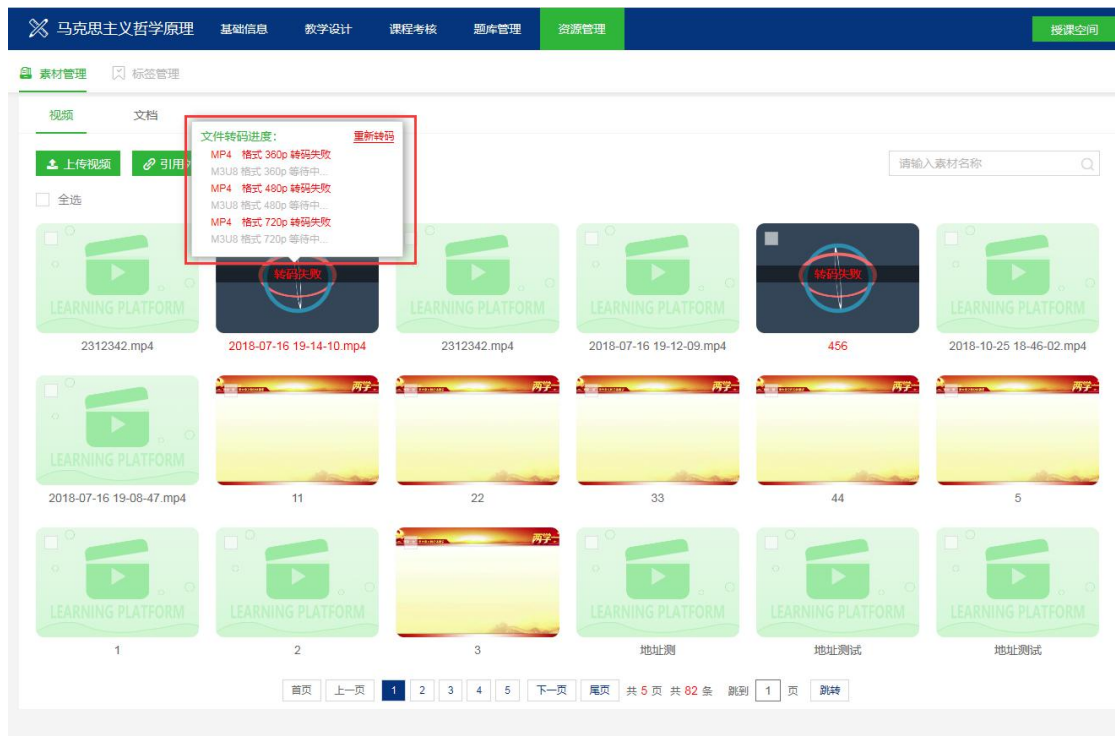 马克思主义哲学原理 基础信息 教学设计 课程考核 题库管理 资源管理 授课空间
素材管理 标签管理
视频 文档
文件转码进度： 重新转码
MP4 格式 360p 转码失败
M3U8 格式 360p 等待中...
MP4 格式 480p 转码失败
M3U8 格式 480p 等待中...
MP4 格式 720p 转码失败
M3U8 格式 720p 等待中...
上传视频 引用 请输入素材名称
全选
LEARNING PLATFORM 转码失败 LEARNING PLATFORM LEARNING PLATFORM 转码失败 LEARNING PLATFORM
2312342.mp4 2018-07-16 19-14-10.mp4 2312342.mp4 2018-07-16 19-12-09.mp4 456 2018-10-25 18-46-02.mp4
两学 两学 两学 两学 两学
LEARNING PLATFORM
2018-07-16 19-08-47.mp4 11 22 33 44 5
两学
LEARNING PLATFORM LEARNING PLATFORM LEARNING PLATFORM LEARNING PLATFORM LEARNING PLATFORM
1 2 3 地址测 地址测试 地址测试
首页 上一页 1 2 3 4 5 下一页 尾页 共 5 页 共 82 条 跳到 1 页 跳转